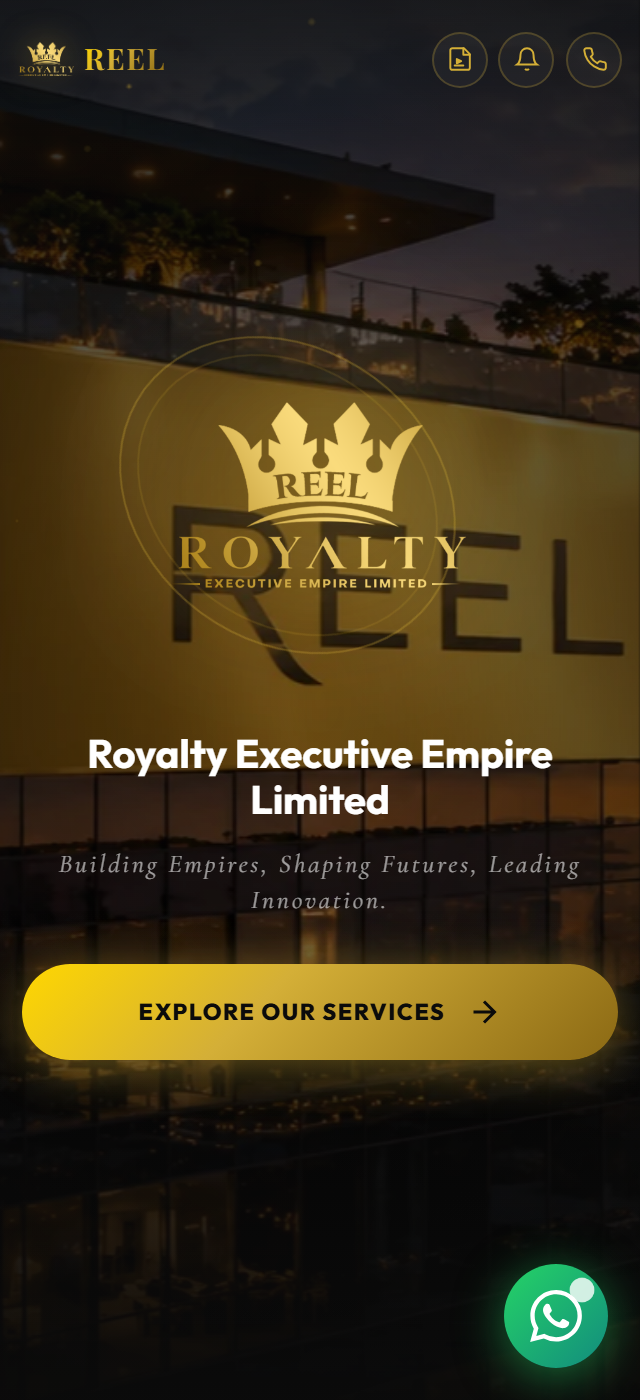 REEL
ROYALTY
REEL
REEL
ROYALTY
EXECUTIVE EMPIRE LIMITED
REEL
Royalty Executive Empire
Limited
Building Empires, Shaping Futures, Leading
Innovation.
EXPLORE OUR SERVICES